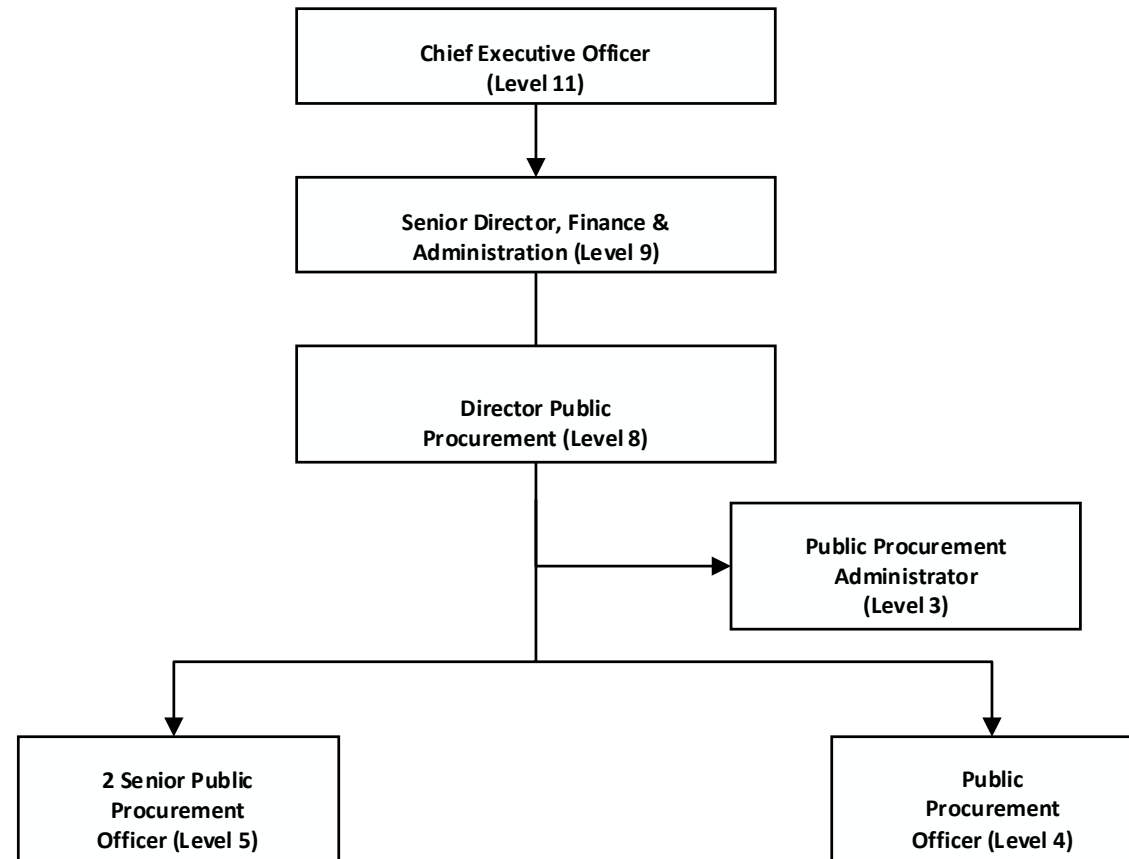 Chief Executive Officer
(Level 11)
Senior Director, Finance &
Administration (Level 9)
Director Public
Procurement (Level 8)
Public Procurement
Administrator
(Level 3)
2 Senior Public
Procurement
Officer (Level 5)
Public
Procurement
Officer (Level 4)